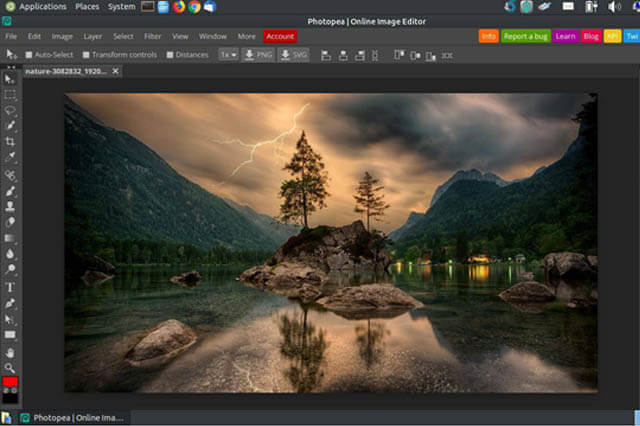 Applications Places System
Photopea | Online Image Editor
File Edit Image Layer Select Filter View Window More Account
Info Report a bug Learn Blog API Twi
Auto-Select Transform controls Distances 1x PNG SVG
nature-3082832_1920...
T
Photopea | Online Ima...